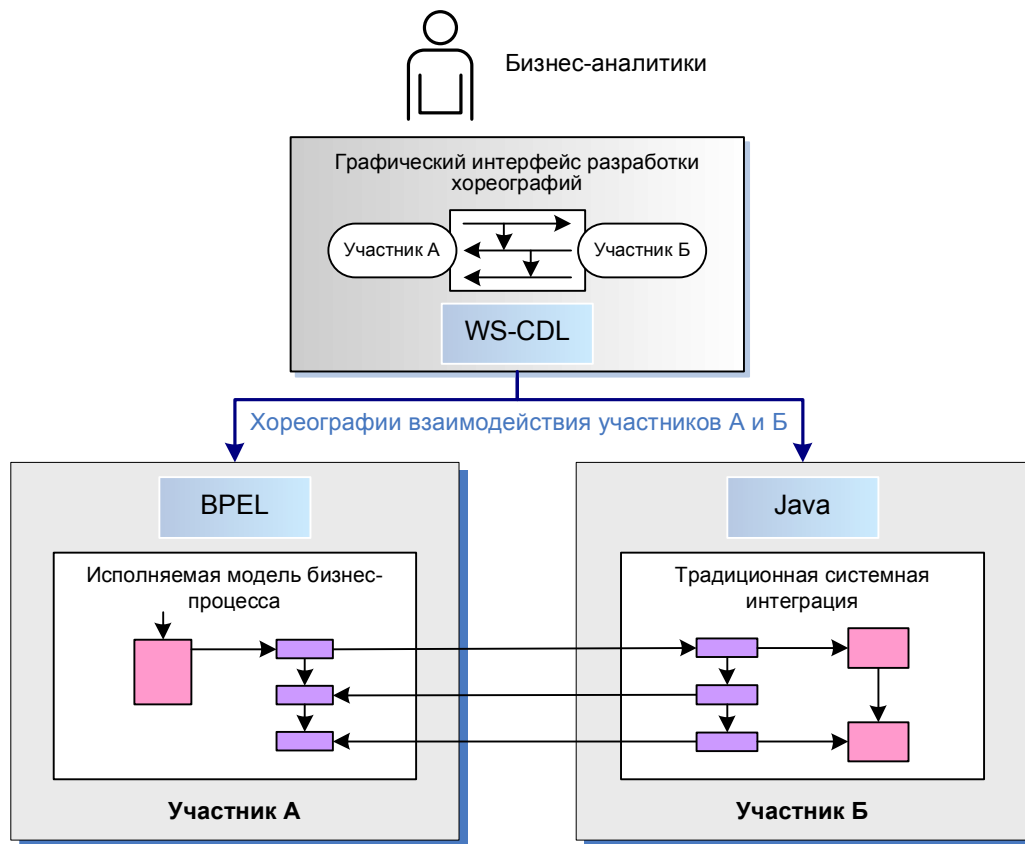 Бизнес-аналитики
Графический интерфейс разработки
хореографий
Участник А
Участник Б
WS-CDL
Хореографии взаимодействия участников А и Б
BPEL
Исполняемая модель бизнес-
процесса
Участник А
Java
Традиционная системная
интеграция
Участник Б